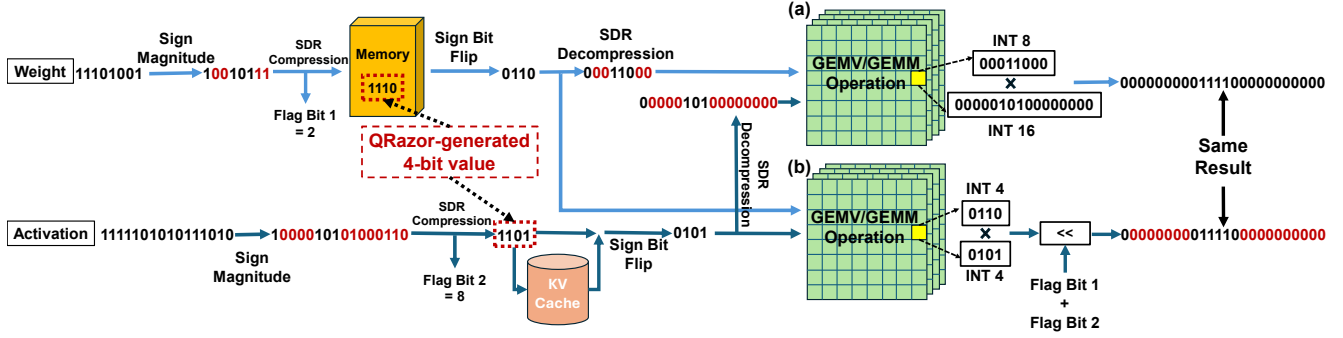 (a)
SDR
Decompression
INT 8
Sign
Magnitude
SDR
Compression
Memory
Sign Bit
Flip
Weight
11101001
10010111
1110
0110
00011000
GEMV/GEMM
Operation
00011000
×
0000010100000000
INT 16
000000000111100000000000
Flag Bit 1
= 2
0000010100000000
QRazor-generated
4-bit value
SDR
Decompression
Same
Result
(b)
SDR
Compression
INT 4
Activation
1111101010111010
Sign
Magnitude
1000010101000110
1101
Sign Bit
Flip
0101
GEMV/GEMM
Operation
0110
×
0101
INT 4
<<
000000000111100000000000
Flag Bit 2
= 8
KV
Cache
Flag Bit 1
+
Flag Bit 2